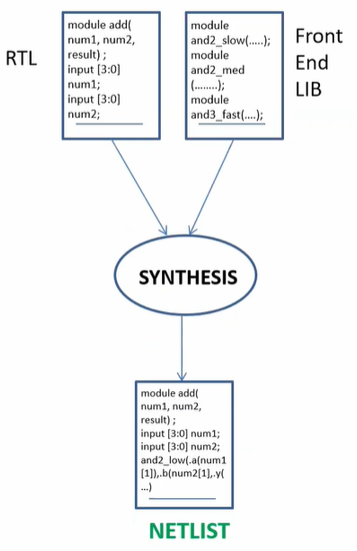 RTL
module add(
num1, num2,
result) ;
input [3:0]
num1;
input [3:0]
num2;
module
and2_slow(.....);
module
and2_med
(........);
module
and3_fast(....);
Front
End
LIB
SYNTHESIS
module add(
num1, num2,
result) ;
input [3:0] num1;
input [3:0] num2;
and2_low(.a(num1
[1]),.b(num2[1],.y(
...)
NETLIST